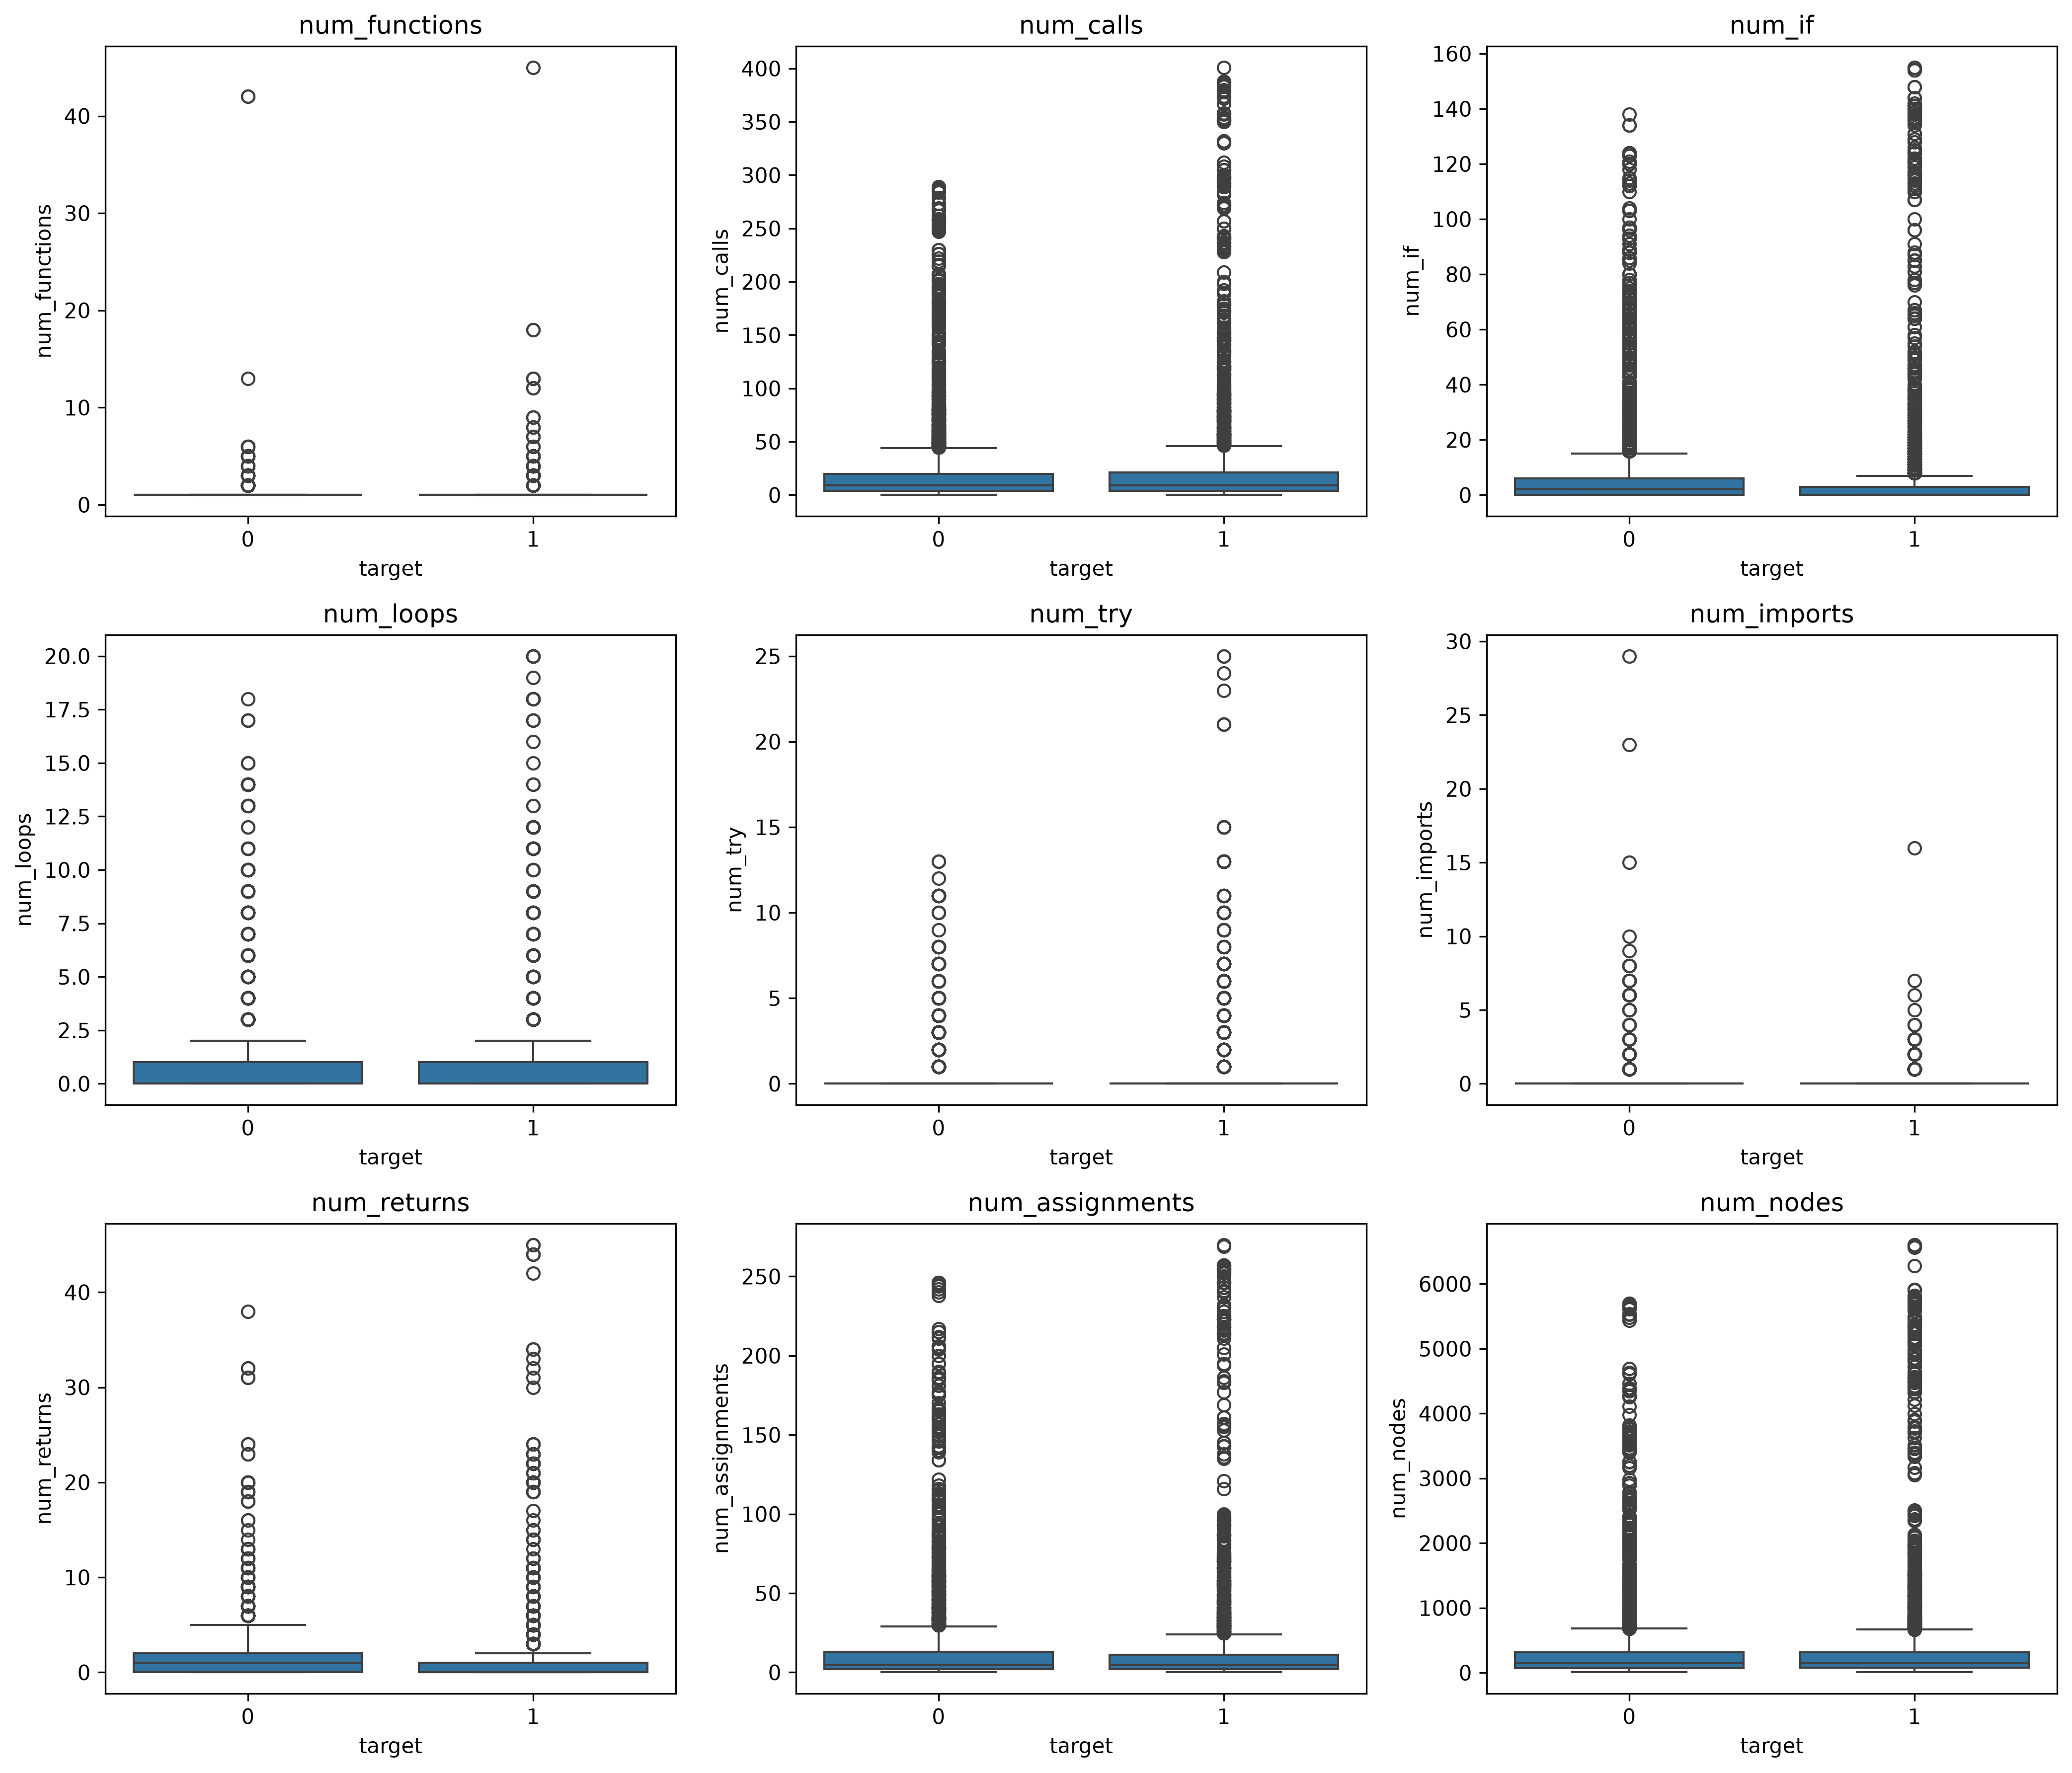 num_functions
num_functions
40
30
20
10
0
0 1
target
num_calls
num_calls
400
350
300
250
200
150
100
50
0
0 1
target
num_if
num_if
160
140
120
100
80
60
40
20
0
0 1
target
num_loops
num_loops
20.0
17.5
15.0
12.5
10.0
7.5
5.0
2.5
0.0
0 1
target
num_try
num_try
25
20
15
10
5
0
0 1
target
num_imports
num_imports
30
25
20
15
10
5
0
0 1
target
num_returns
num_returns
40
30
20
10
0
0 1
target
num_assignments
num_assignments
250
200
150
100
50
0
0 1
target
num_nodes
num_nodes
6000
5000
4000
3000
2000
1000
0
0 1
target